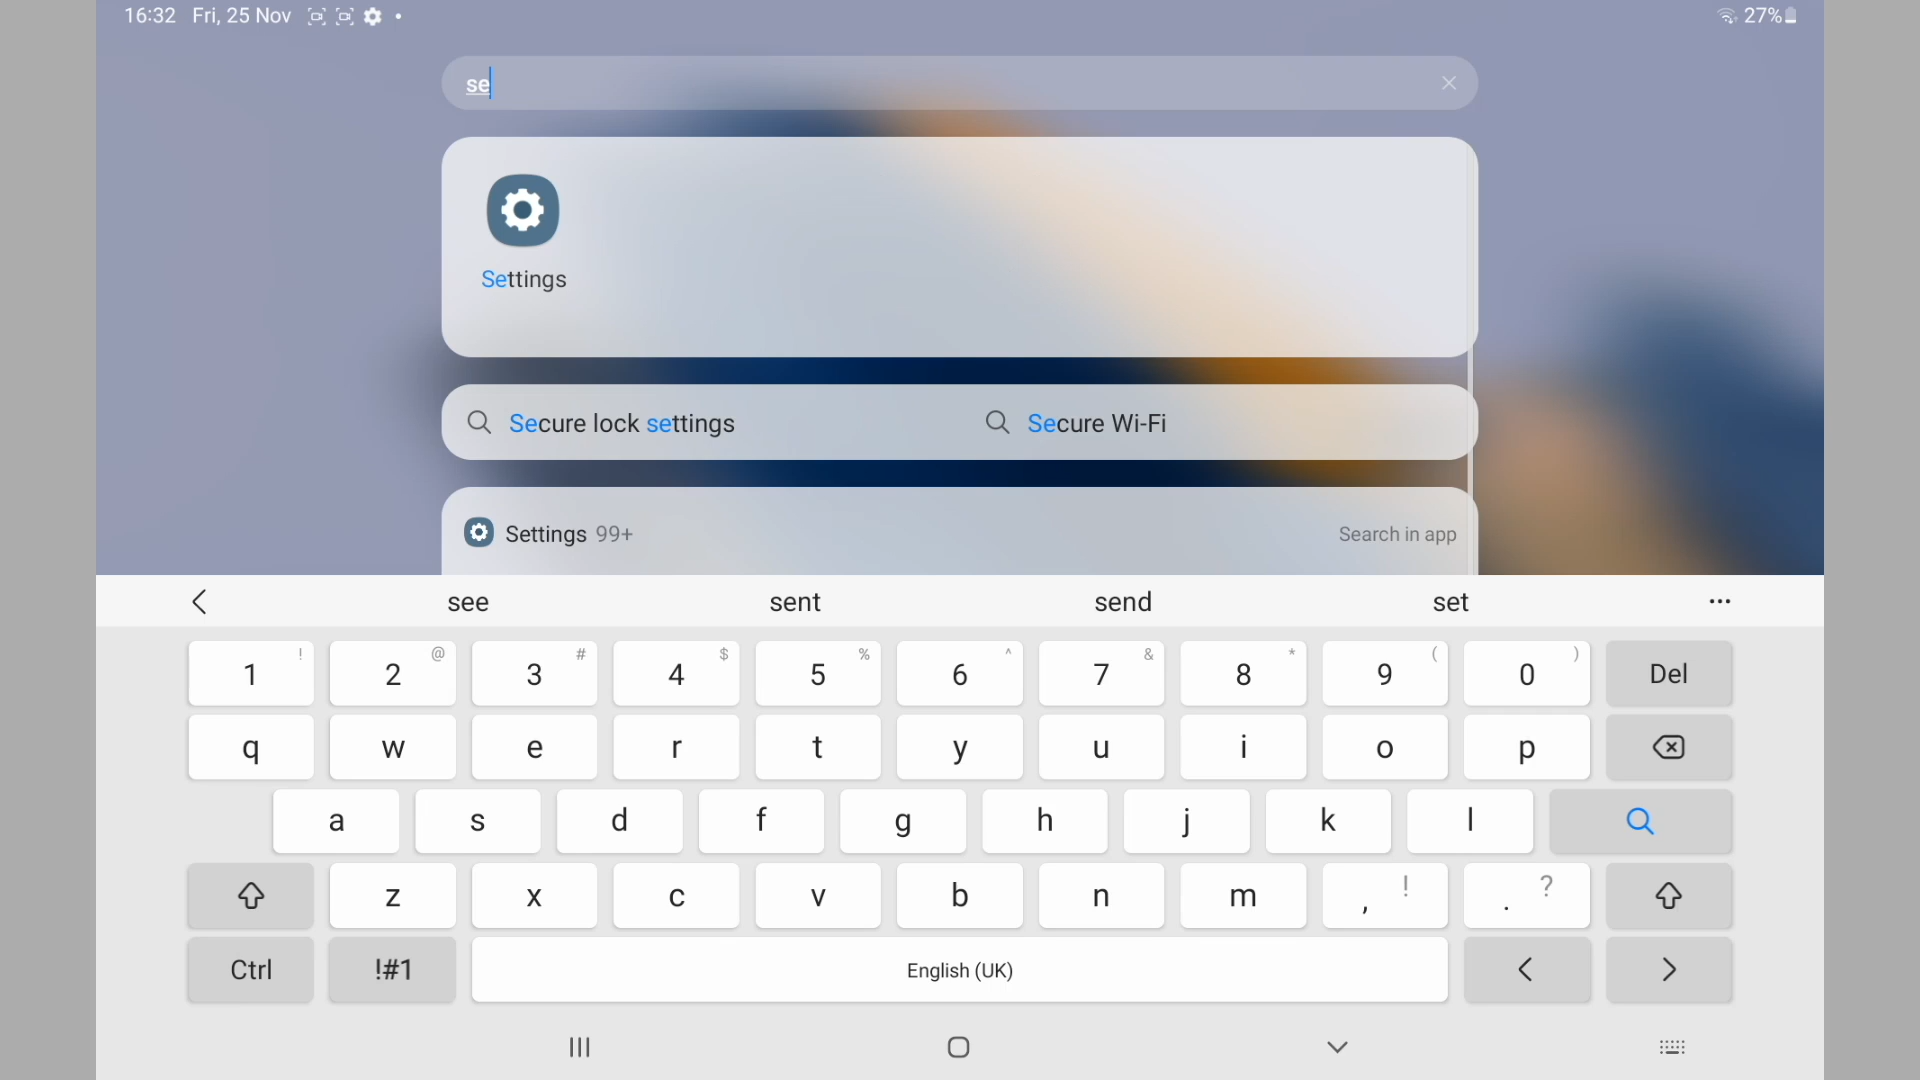 16:32 Fri, 25 Nov 27%
se
Settings
Secure lock settings Secure Wi-Fi
Settings 99+ Search in app
see sent send set ...
1 ! 2 @ 3 # 4 $ 5 % 6 ^ 7 & 8 * 9 ( 0 ) Del
q w e r t y u i o p
a s d f g h j k l
z x c v b n m , ! . ?
Ctrl !#1 English (UK) < >